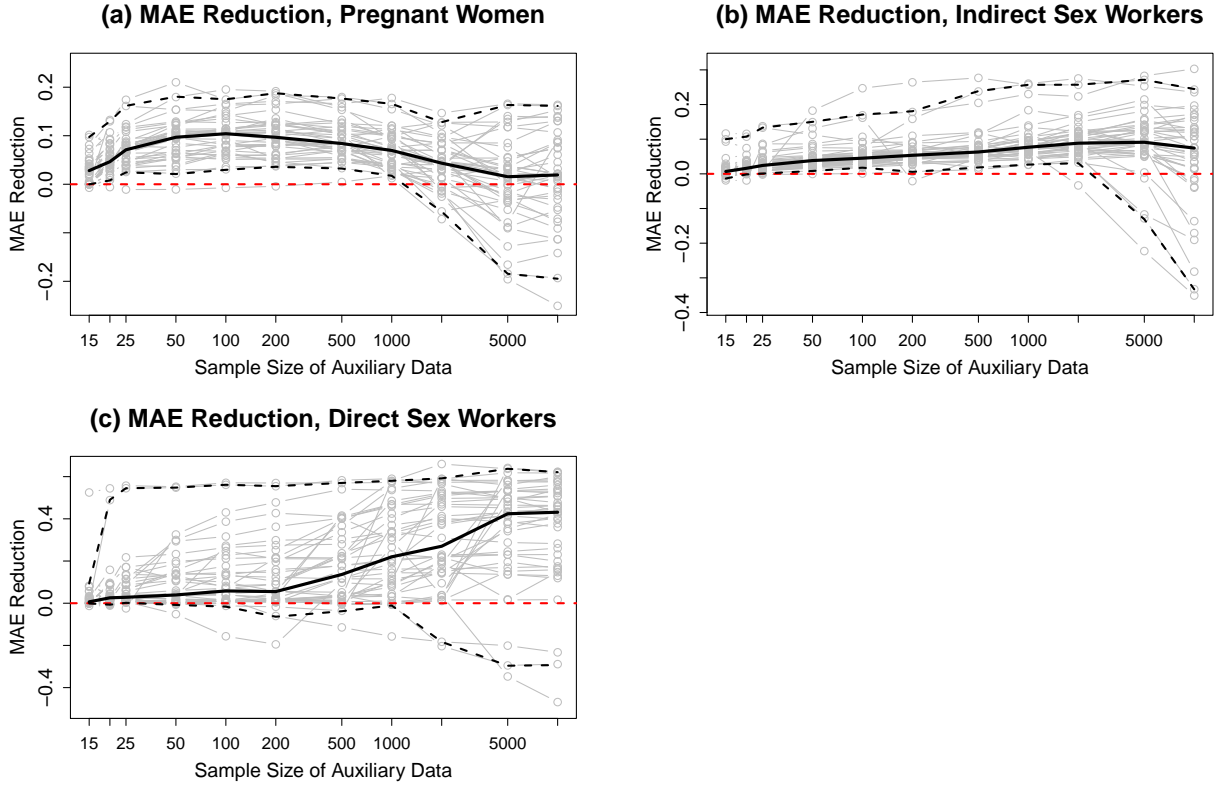 (a) MAE Reduction, Pregnant Women
MAE Reduction
0.2
0.1
0.0
−0.2
15 25 50 100 200 500 1000 5000
Sample Size of Auxiliary Data
(b) MAE Reduction, Indirect Sex Workers
MAE Reduction
0.2
0.0
−0.2
−0.4
15 25 50 100 200 500 1000 5000
Sample Size of Auxiliary Data
(c) MAE Reduction, Direct Sex Workers
MAE Reduction
0.4
0.0
−0.4
15 25 50 100 200 500 1000 5000
Sample Size of Auxiliary Data